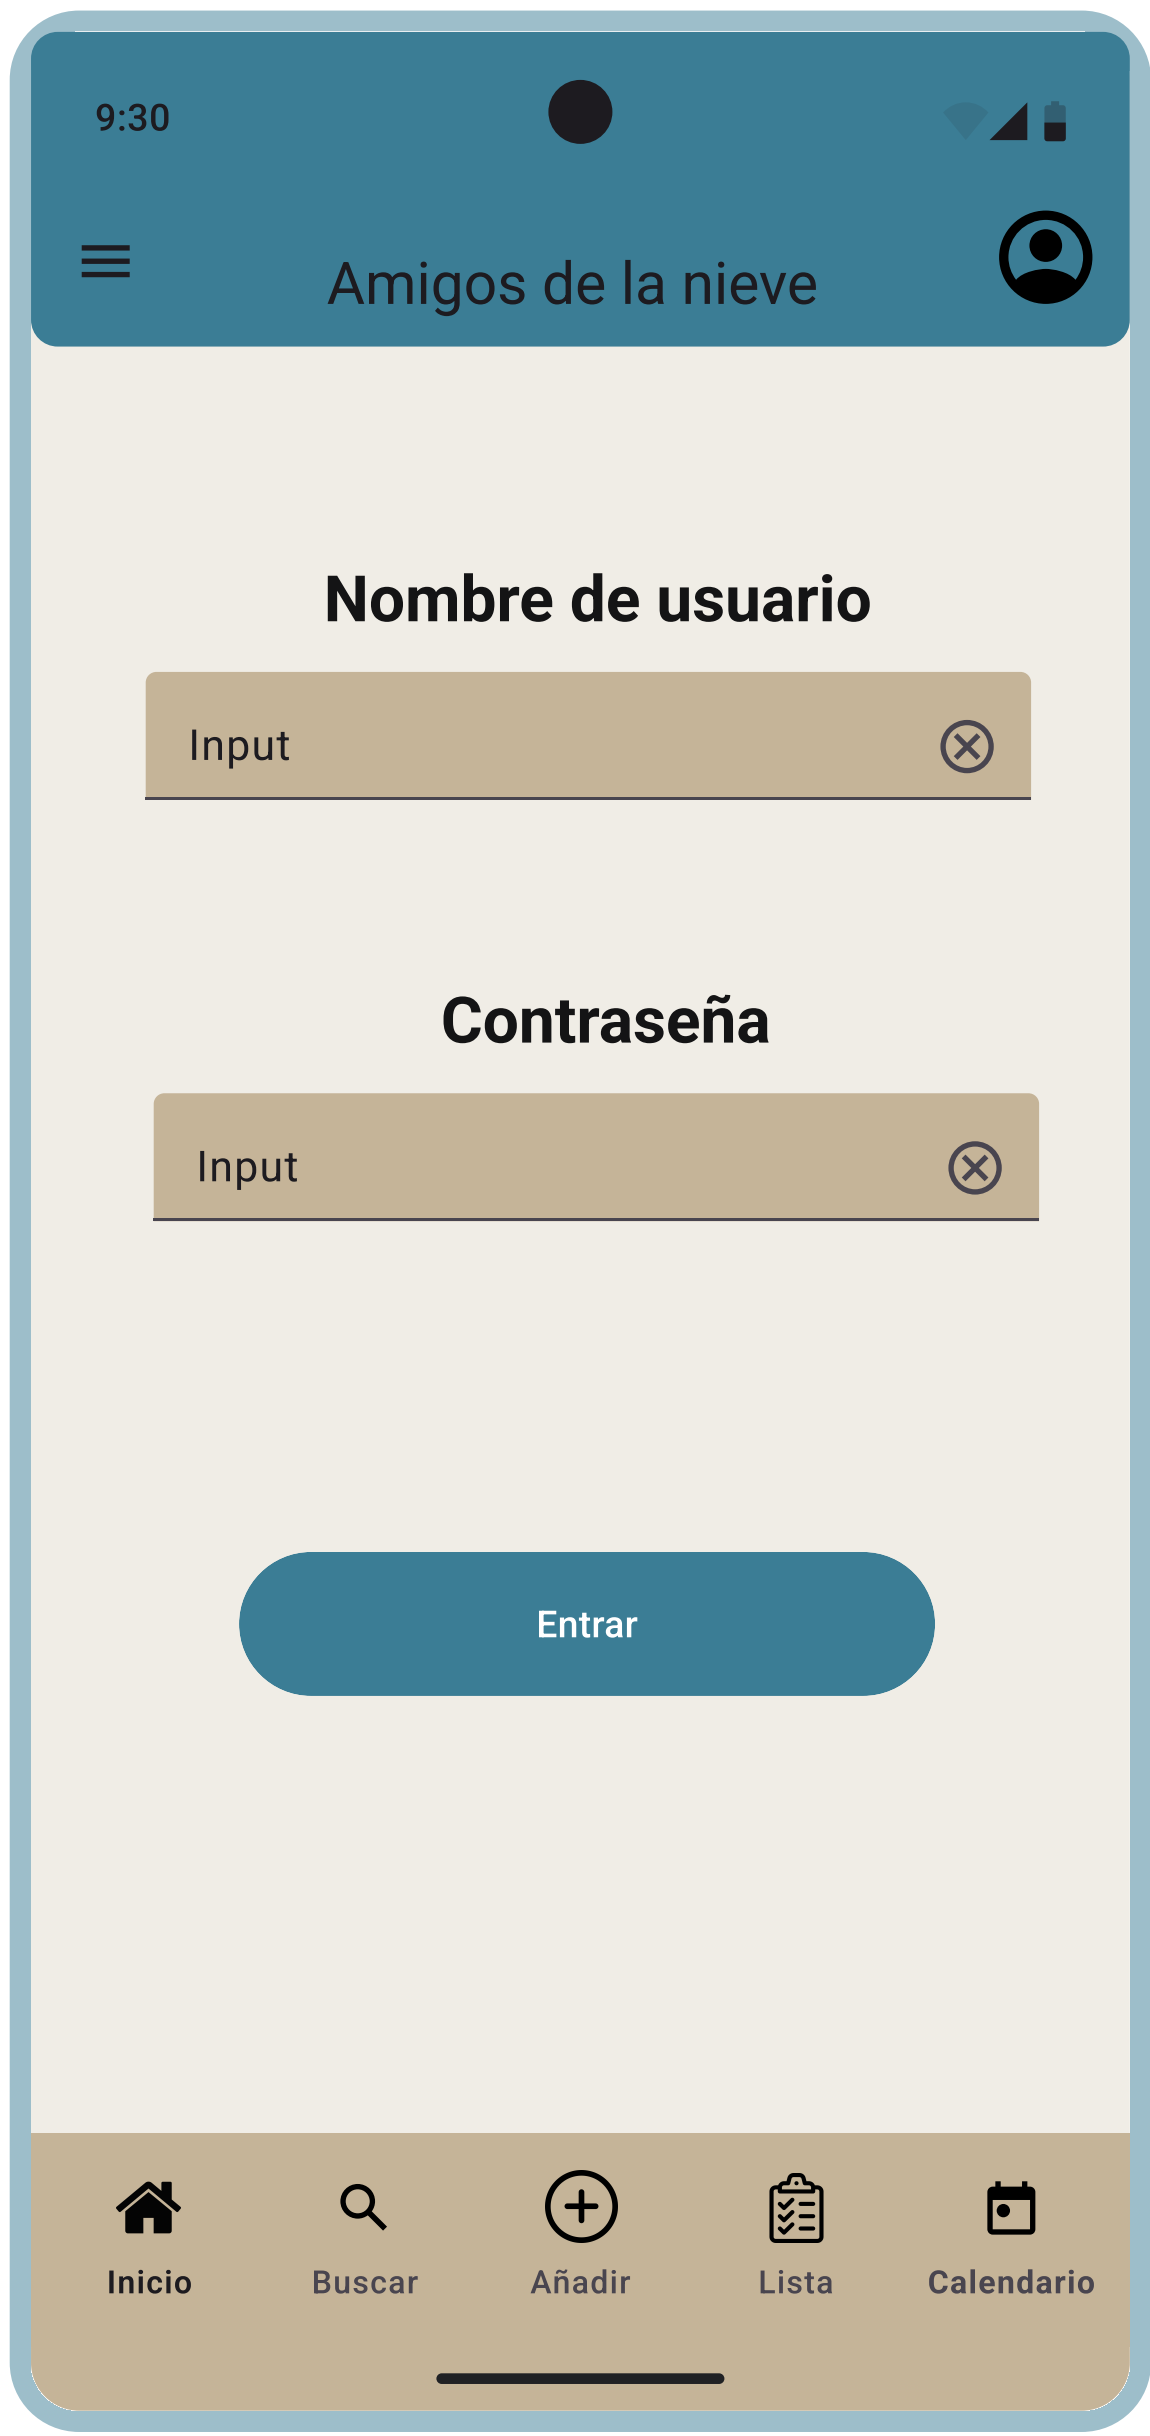 9:30
Amigos de la nieve
Nombre de usuario
Input
Contraseña
Input
Entrar
Inicio Buscar Añadir Lista Calendario